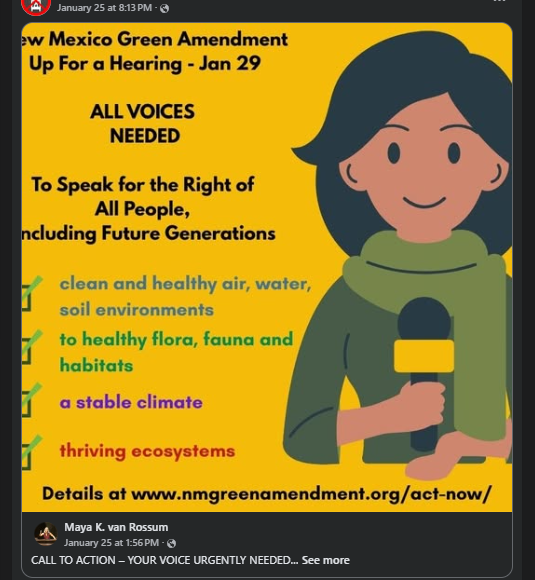 January 25 at 8:13 PM ·
ew Mexico Green Amendment
Up For a Hearing - Jan 29
ALL VOICES
NEEDED
To Speak for the Right of
All People,
ncluding Future Generations
clean and healthy air, water,
soil environments
to healthy flora, fauna and
habitats
a stable climate
thriving ecosystems
Details at www.nmgreenamendment.org/act-now/
Maya K. van Rossum
January 25 at 1:56 PM ·
CALL TO ACTION – YOUR VOICE URGENTLY NEEDED... See more